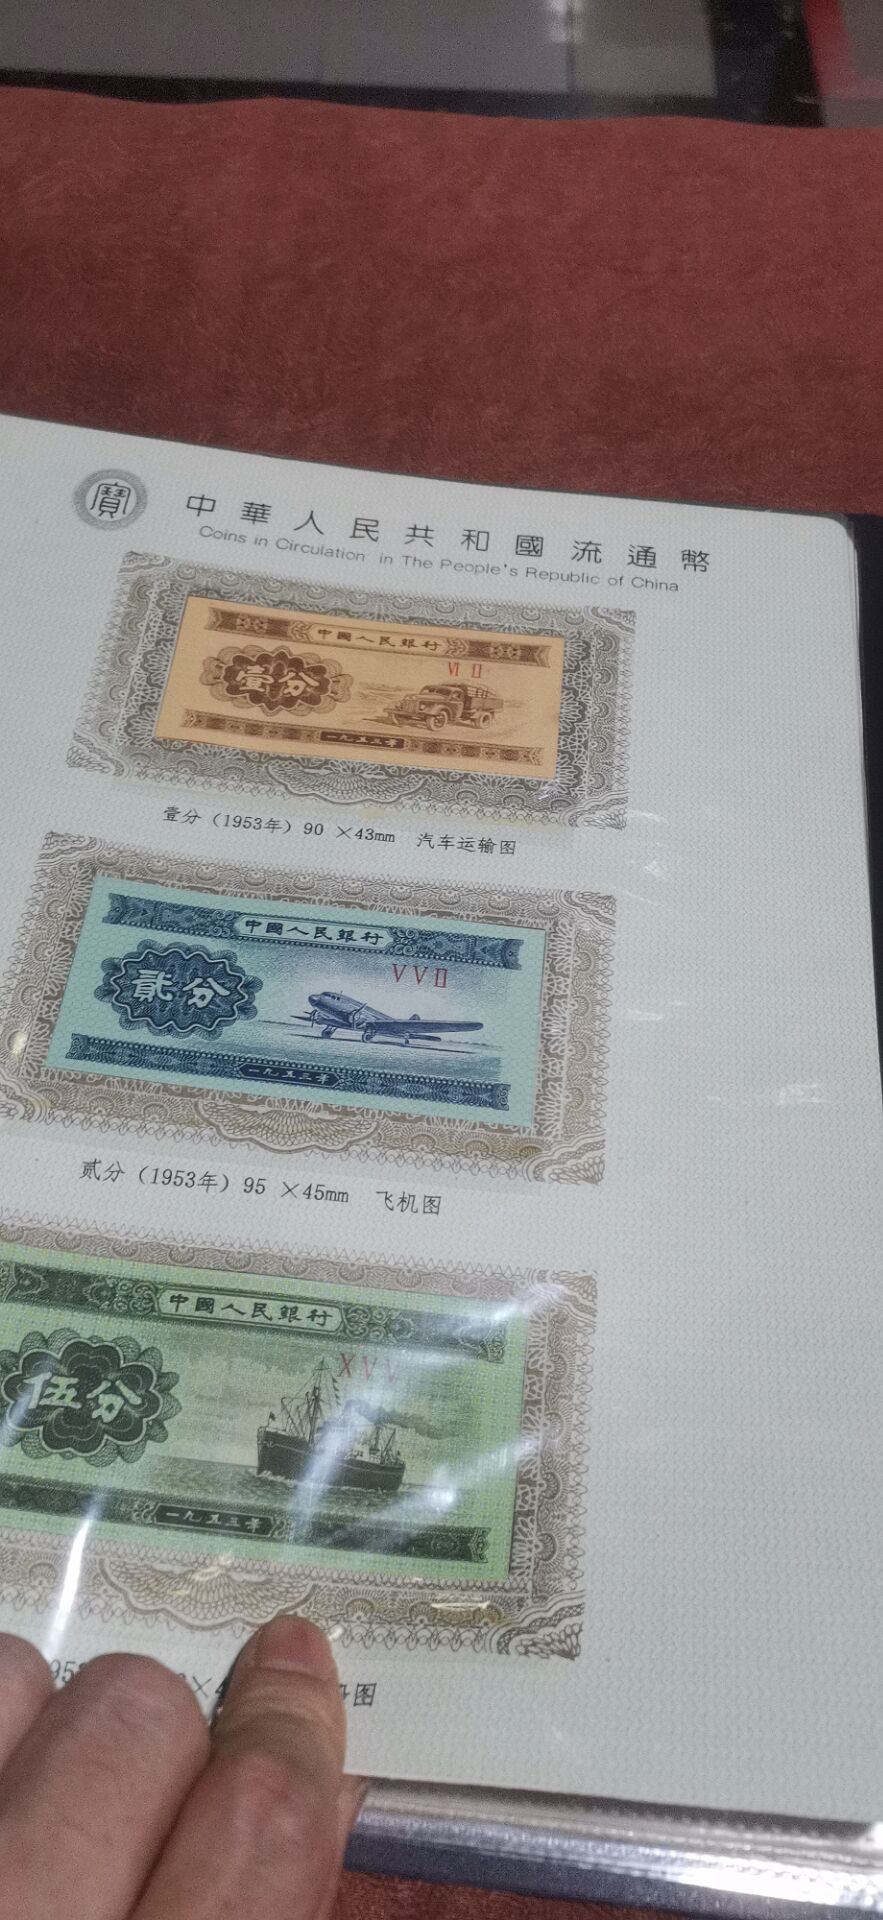 寶
中華人民共和國流通幣
Coins in Circulation in The People's Republic of China
中國人民銀行
VI II
壹分
一九五三年
壹分（1953年）90 ×43mm 汽车运输图
中國人民銀行
V V II
貳分
一九五三年
贰分（1953年）95 ×45mm 飞机图
中國人民銀行
X V V
伍分
一九五三年
图